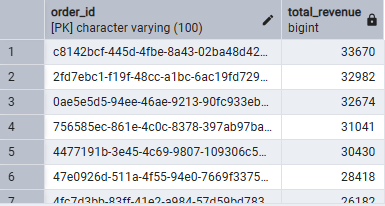 order_id total_revenue
[PK] character varying (100) bigint
1 c8142bcf-445d-4fbe-8a43-02ba48d42... 33670
2 2fd7ebc1-f19f-48cc-a1bc-6ac19fd729... 32982
3 0ae5e5d5-94ee-46ae-9213-90fc933eb... 32674
4 756585ec-861e-4c0c-8378-397ab97ba... 31041
5 4477191b-3e45-4c69-9807-109306c5... 30430
6 47e0926d-511a-4f55-94e0-7669f3375... 28418
7 4fc7d3bb-83ff-41e2-a984-57d59bd783... 26182